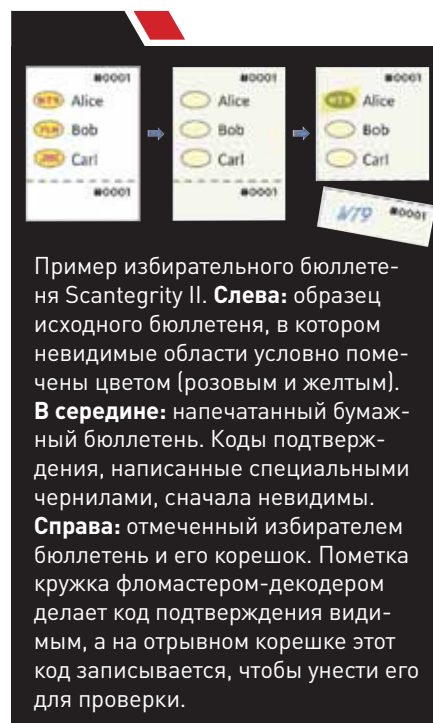 #0001
WT9 Alice
Bob
Carl
#0001
#0001
Alice
Bob
Carl
#0001
#0001
WT9 Alice
Bob
Carl
WT9 #0001
Пример избирательного бюллете-
ня Scantegrity II. Слева: образец
исходного бюллетеня, в котором
невидимые области условно поме-
чены цветом (розовым и желтым).
В середине: напечатанный бумаж-
ный бюллетень. Коды подтверж-
дения, написанные специальными
чернилами, сначала невидимы.
Справа: отмеченный избирателем
бюллетень и его корешок. Пометка
кружка фломастером-декодером
делает код подтверждения види-
мым, а на отрывном корешке этот
код записывается, чтобы унести его
для проверки.